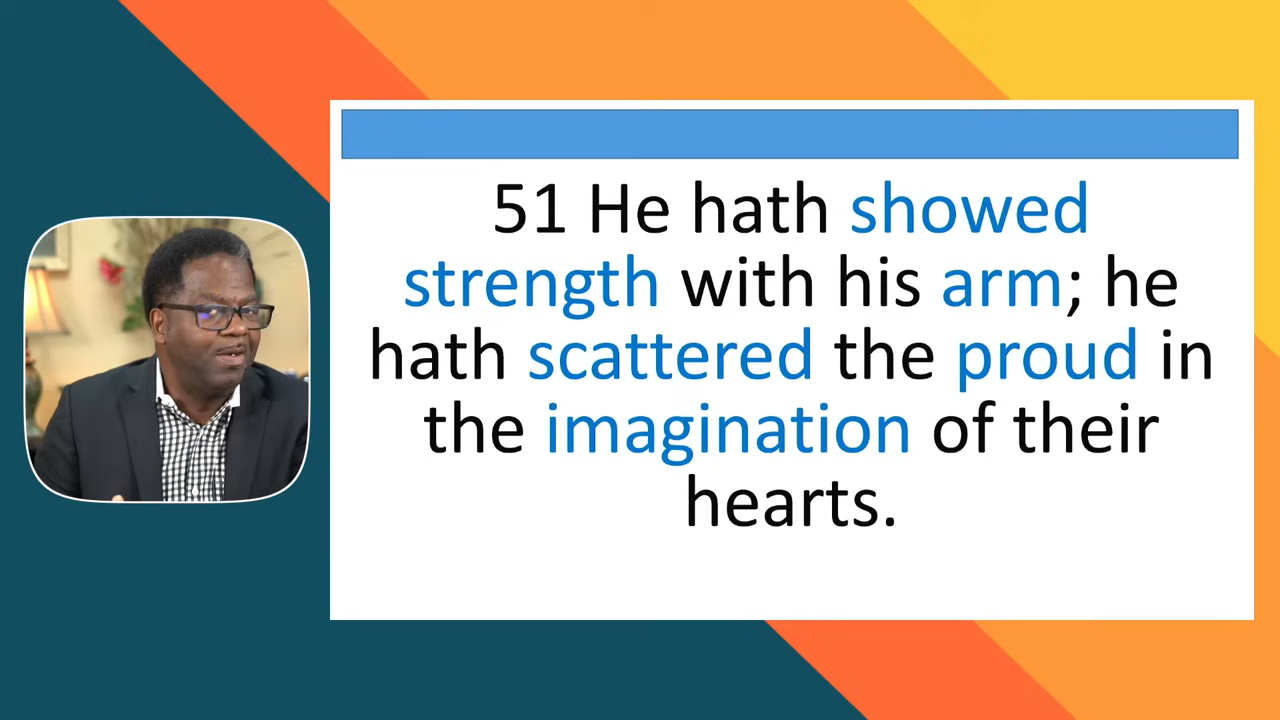 51 He hath showed
strength with his arm; he
hath scattered the proud in
the imagination of their
hearts.